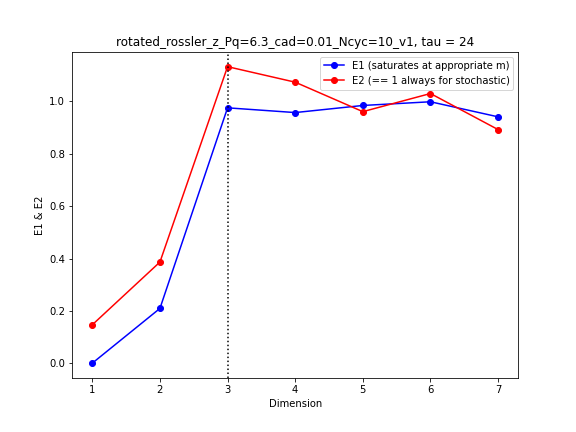 rotated_rossler_z_Pq=6.3_cad=0.01_Ncyc=10_v1, tau = 24
E1 (saturates at appropriate m)
E2 (== 1 always for stochastic)
1.0
0.8
0.6
0.4
0.2
0.0
E1 & E2
1 2 3 4 5 6 7
Dimension